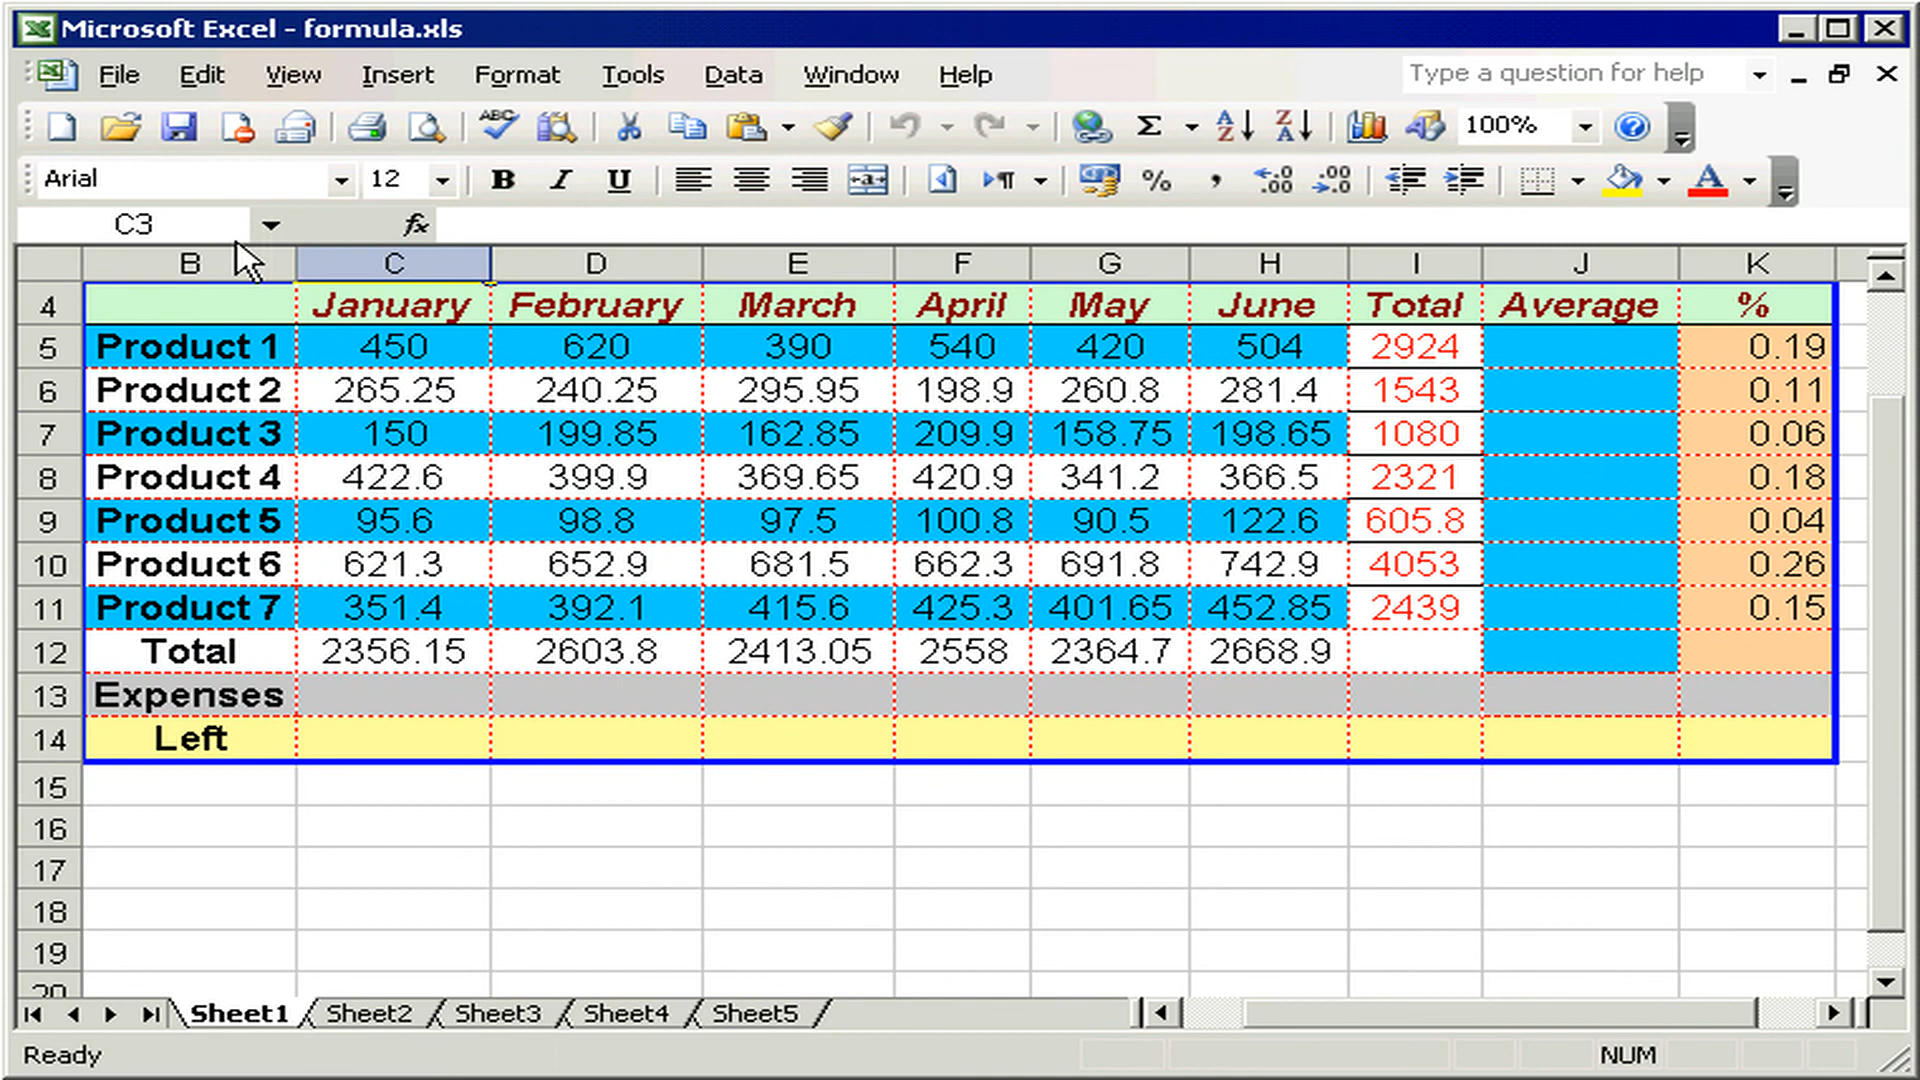 Microsoft Excel - formula.xls
File Edit View Insert Format Tools Data Window Help Type a question for help
ABC Σ A Z Z A 100% ?
Arial 12 B I U a ¶ % , .0 .00 .00 .0 A
C3 fx
B C D E F G H I J K
4 January February March April May June Total Average %
5 Product 1 450 620 390 540 420 504 2924 0.19
6 Product 2 265.25 240.25 295.95 198.9 260.8 281.4 1543 0.11
7 Product 3 150 199.85 162.85 209.9 158.75 198.65 1080 0.06
8 Product 4 422.6 399.9 369.65 420.9 341.2 366.5 2321 0.18
9 Product 5 95.6 98.8 97.5 100.8 90.5 122.6 605.8 0.04
10 Product 6 621.3 652.9 681.5 662.3 691.8 742.9 4053 0.26
11 Product 7 351.4 392.1 415.6 425.3 401.65 452.85 2439 0.15
12 Total 2356.15 2603.8 2413.05 2558 2364.7 2668.9
13 Expenses
14 Left
15
16
17
18
19
20
Sheet1 Sheet2 Sheet3 Sheet4 Sheet5
Ready NUM